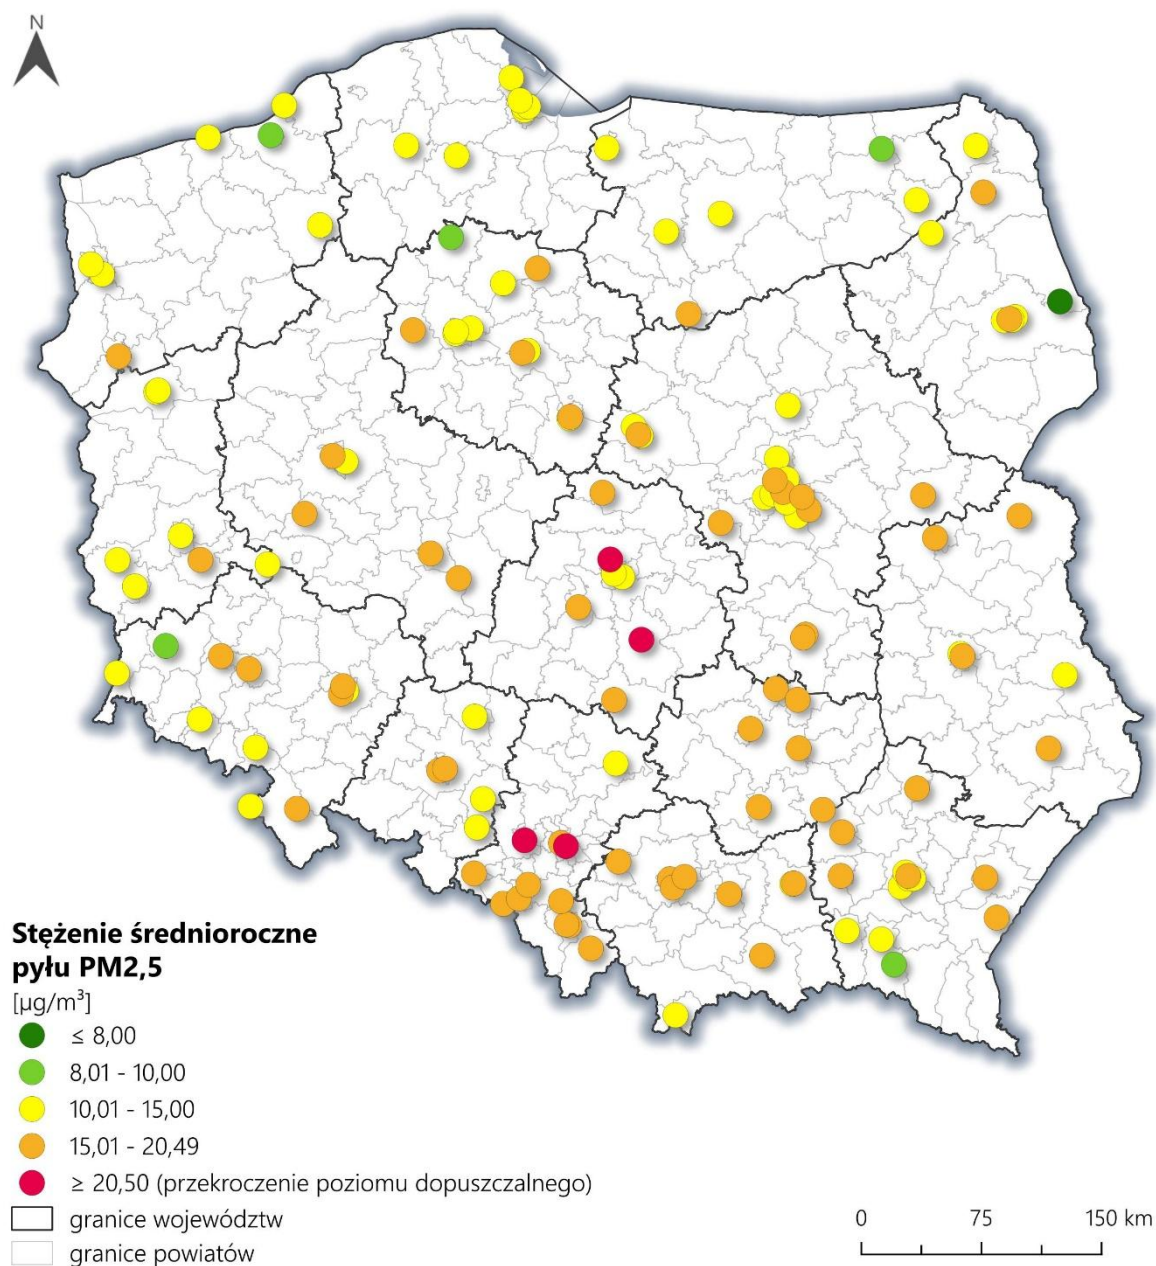 N
Stężenie średnioroczne
pyłu PM2,5
[µg/m³]
≤ 8,00
8,01 - 10,00
10,01 - 15,00
15,01 - 20,49
≥ 20,50 (przekroczenie poziomu dopuszczalnego)
granice województw
granice powiatów
0 75 150 km